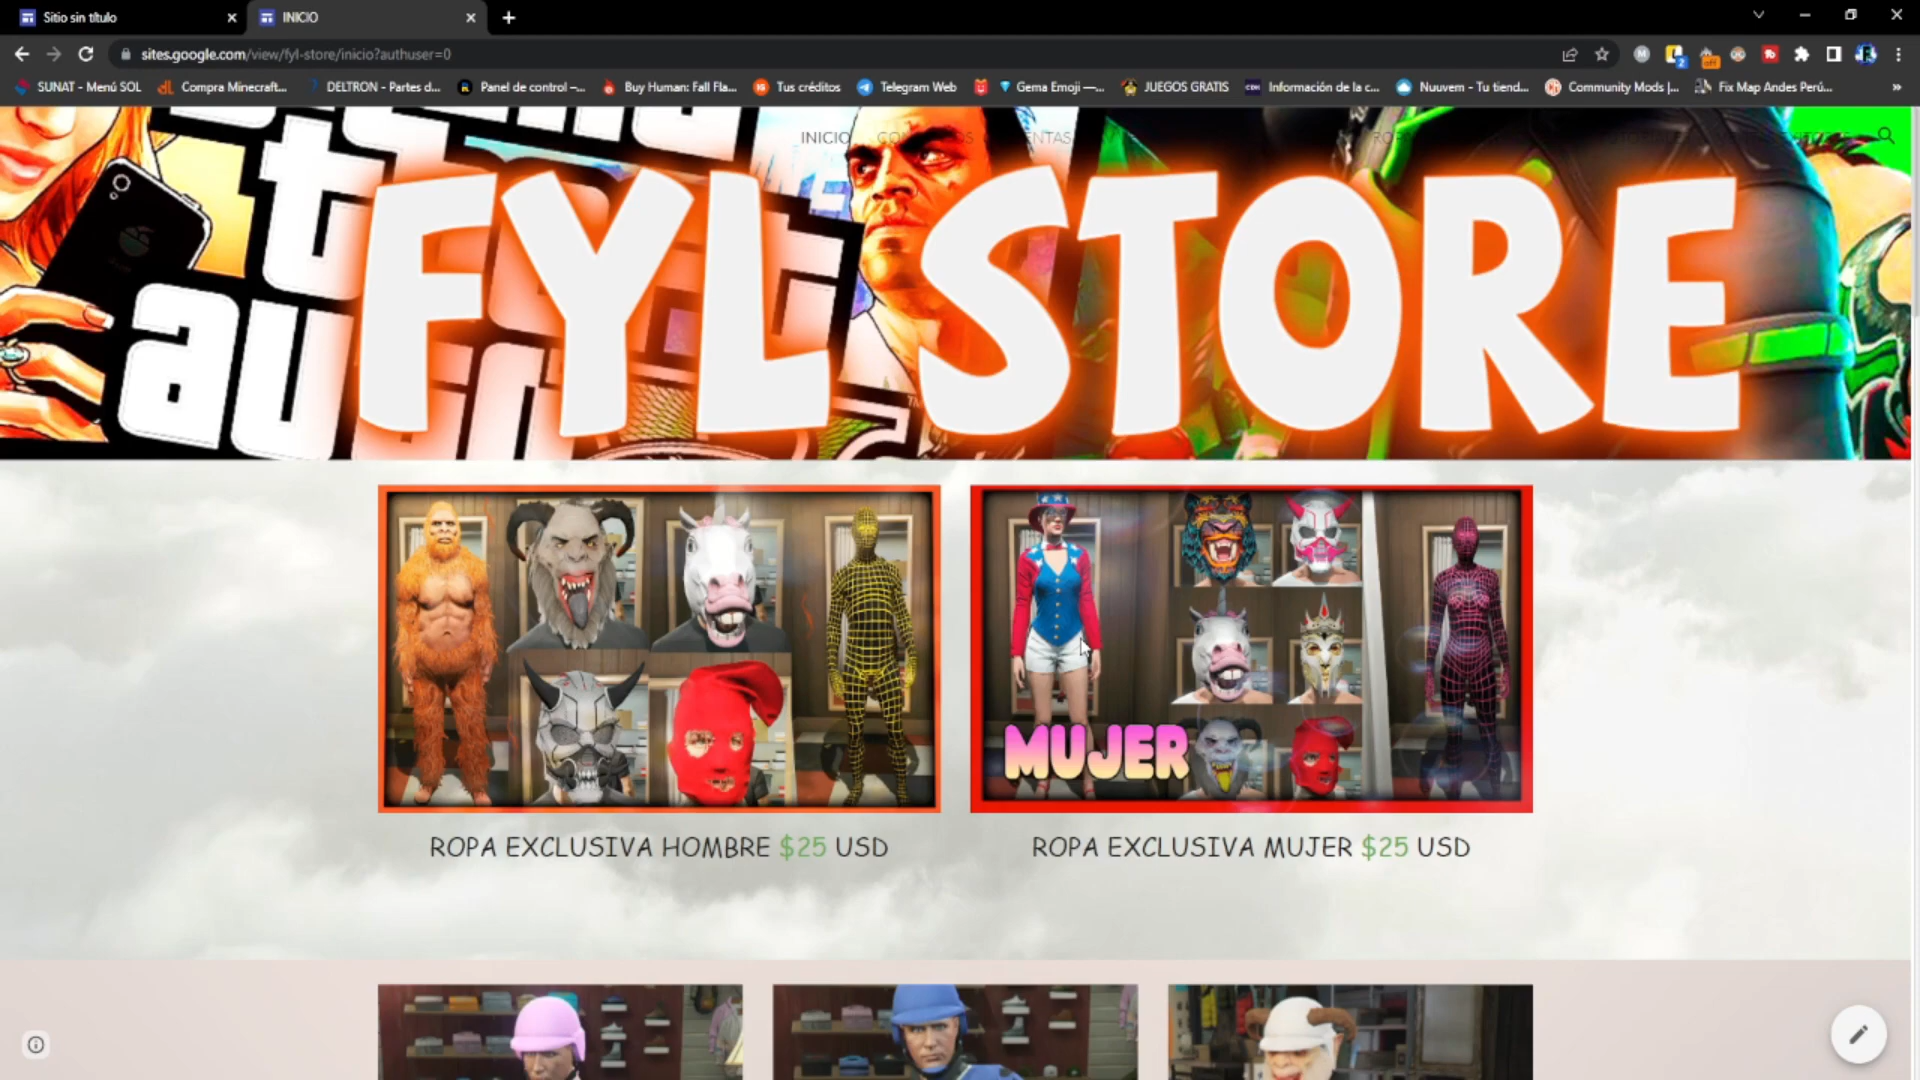 Sitio sin título
INICIO
sites.google.com/view/fyl-store/inicio?authuser=0
SUNAT - Menú SOL
Compra Minecraft...
DELTRON - Partes d...
Panel de control –...
Buy Human: Fall Fla...
Tus créditos
Telegram Web
Gema Emoji —...
JUEGOS GRATIS
Información de la c...
Nuuvem - Tu tiend...
Community Mods |...
Fix Map Andes Perú...
INICIO
FYL STORE
MUJER
ROPA EXCLUSIVA HOMBRE $25 USD
ROPA EXCLUSIVA MUJER $25 USD